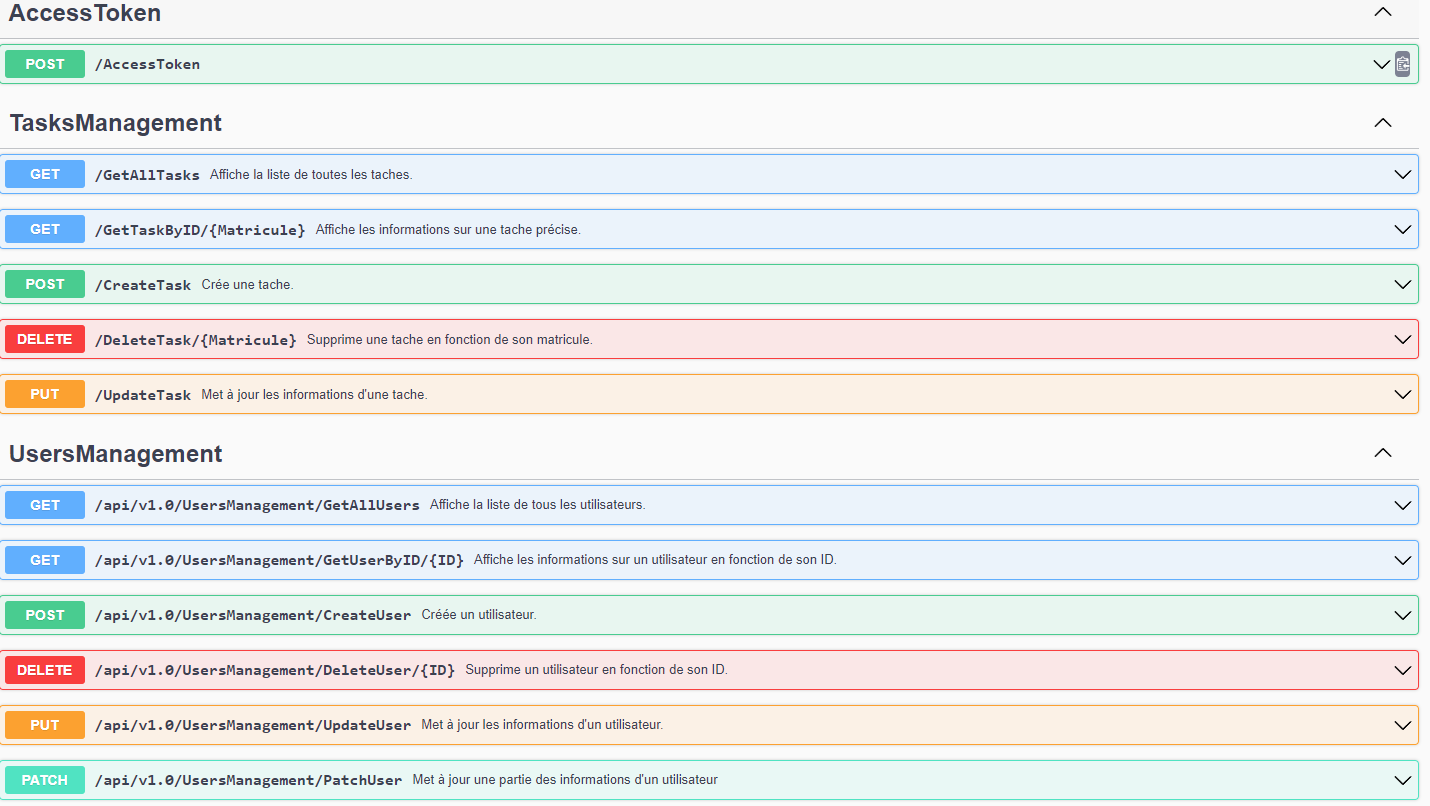 AccessToken
POST /AccessToken
TasksManagement
GET /GetAllTasks Affiche la liste de toutes les taches.
GET /GetTaskByID/{Matricule} Affiche les informations sur une tache précise.
POST /CreateTask Crée une tache.
DELETE /DeleteTask/{Matricule} Supprime une tache en fonction de son matricule.
PUT /UpdateTask Met à jour les informations d'une tache.
UsersManagement
GET /api/v1.0/UsersManagement/GetAllUsers Affiche la liste de tous les utilisateurs.
GET /api/v1.0/UsersManagement/GetUserByID/{ID} Affiche les informations sur un utilisateur en fonction de son ID.
POST /api/v1.0/UsersManagement/CreateUser Créée un utilisateur.
DELETE /api/v1.0/UsersManagement/DeleteUser/{ID} Supprime un utilisateur en fonction de son ID.
PUT /api/v1.0/UsersManagement/UpdateUser Met à jour les informations d'un utilisateur.
PATCH /api/v1.0/UsersManagement/PatchUser Met à jour une partie des informations d'un utilisateur